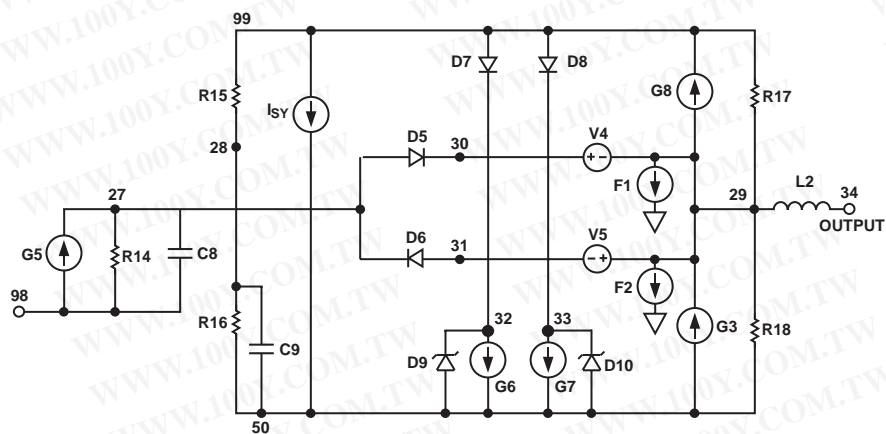 99
D7
D8
R15
ISY
G8
R17
28
D5
30
V4
+ -
F1
27
29
L2
34
OUTPUT
G5
R14
C8
D6
31
V5
- +
F2
98
R16
C9
32
33
G3
R18
D9
G6
G7
D10
50
WWW.100Y.COM.TW